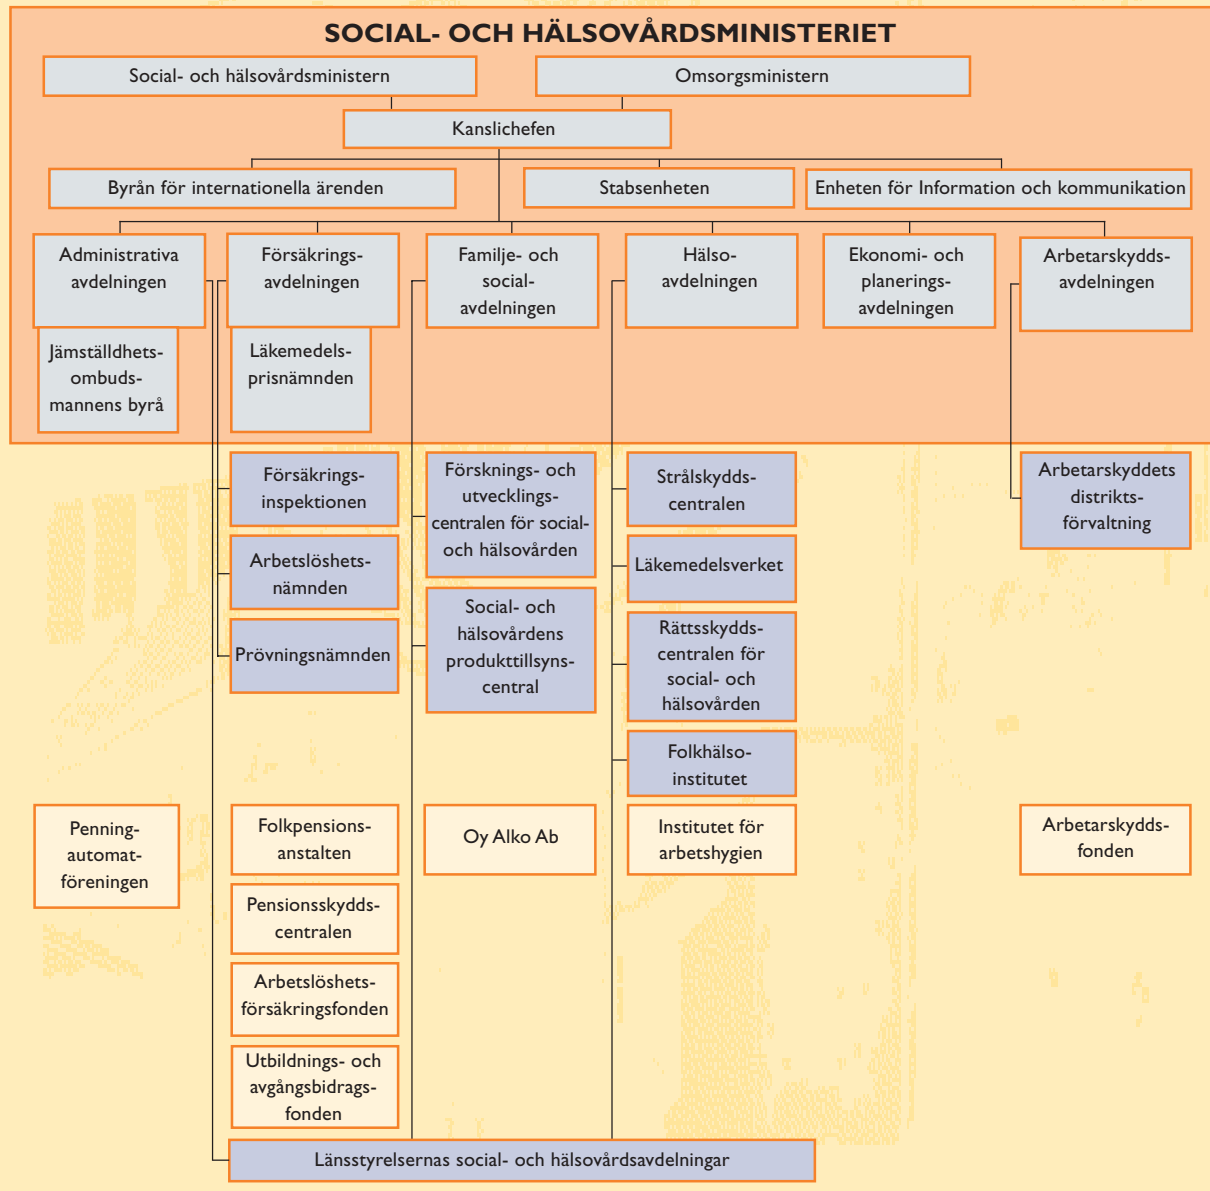 SOCIAL- OCH HÄLSOVÅRDSMINISTERIET
Social- och hälsovårdsministern
Omsorgsministern
Kanslichefen
Byrån för internationella ärenden
Stabsenheten
Enheten för Information och kommunikation
Administrativa
avdelningen
Försäkrings-
avdelningen
Familje- och
social-
avdelningen
Hälso-
avdelningen
Ekonomi- och
planerings-
avdelningen
Arbetarskydds-
avdelningen
Jämställdhets-
ombuds-
mannens byrå
Läkemedels-
prisnämnden
Försäkrings-
inspektionen
Arbetslöshets-
nämnden
Prövningsnämnden
Försknings- och
utvecklings-
centralen för social-
och hälsovården
Social- och
hälsovårdens
produkttillsyns-
central
Strålskydds-
centralen
Läkemedelsverket
Rättsskydds-
centralen för
social- och
hälsovården
Folkhälso-
institutet
Arbetarskyddets
distrikts-
förvaltning
Penning-
automat-
föreningen
Folkpensions-
anstalten
Pensionsskydds-
centralen
Arbetslöshets-
försäkringsfonden
Utbildnings- och
avgångsbidrags-
fonden
Oy Alko Ab
Institutet för
arbetshygien
Arbetarskydds-
fonden
Länsstyrelsernas social- och hälsovårdsavdelningar